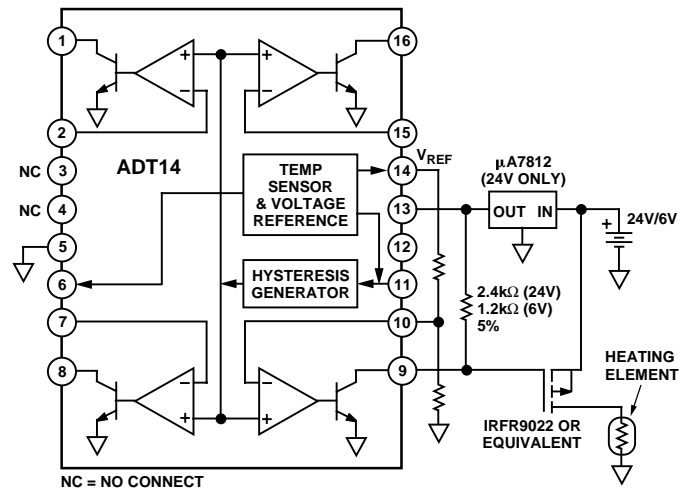 1
16
+
+
−
−
2
15
ADT14
VREF
µA7812
(24V ONLY)
NC
3
TEMP
SENSOR
& VOLTAGE
REFERENCE
14
NC
4
13
OUT IN
+
24V/6V
5
12
6
HYSTERESIS
GENERATOR
11
2.4kΩ (24V)
1.2kΩ (6V)
5%
7
10
8
−
−
9
+
+
HEATING
ELEMENT
IRFR9022 OR
EQUIVALENT
NC = NO CONNECT